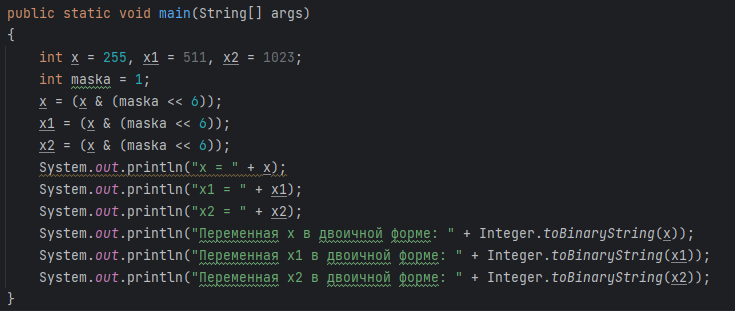 public static void main(String[] args)
{
    int x = 255, x1 = 511, x2 = 1023;
    int maska = 1;
    x = (x & (maska << 6));
    x1 = (x & (maska << 6));
    x2 = (x & (maska << 6));
    System.out.println("x = " + x);
    System.out.println("x1 = " + x1);
    System.out.println("x2 = " + x2);
    System.out.println("Переменная x в двоичной форме: " + Integer.toBinaryString(x));
    System.out.println("Переменная x1 в двоичной форме: " + Integer.toBinaryString(x1));
    System.out.println("Переменная x2 в двоичной форме: " + Integer.toBinaryString(x2));
}